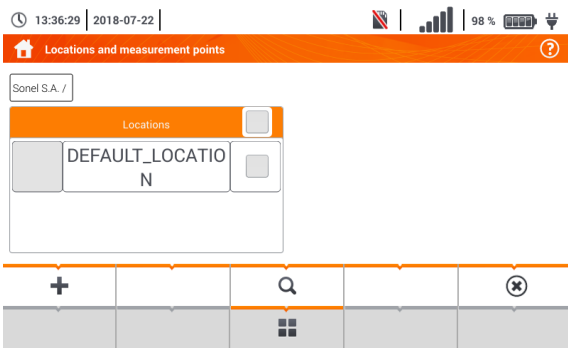 13:36:29 2018-07-22 98 %
Locations and measurement points
Sonel S.A. /
Locations
DEFAULT_LOCATIO
N